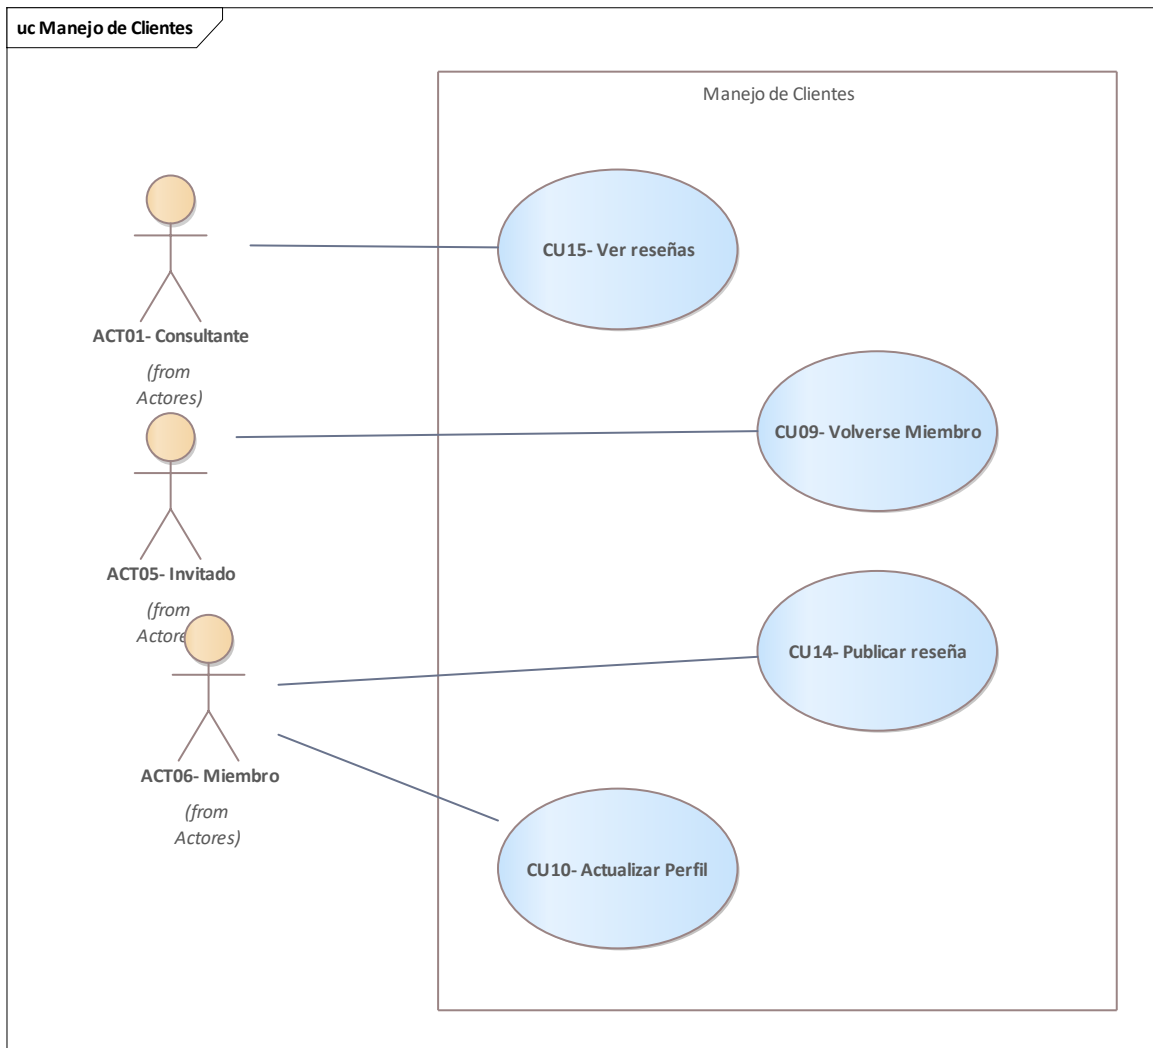 uc Manejo de Clientes
Manejo de Clientes
CU15- Ver reseñas
ACT01- Consultante
(from
Actores)
CU09- Volverse Miembro
ACT05- Invitado
(from
Actore
CU14- Publicar reseña
ACT06- Miembro
(from
Actores)
CU10- Actualizar Perfil